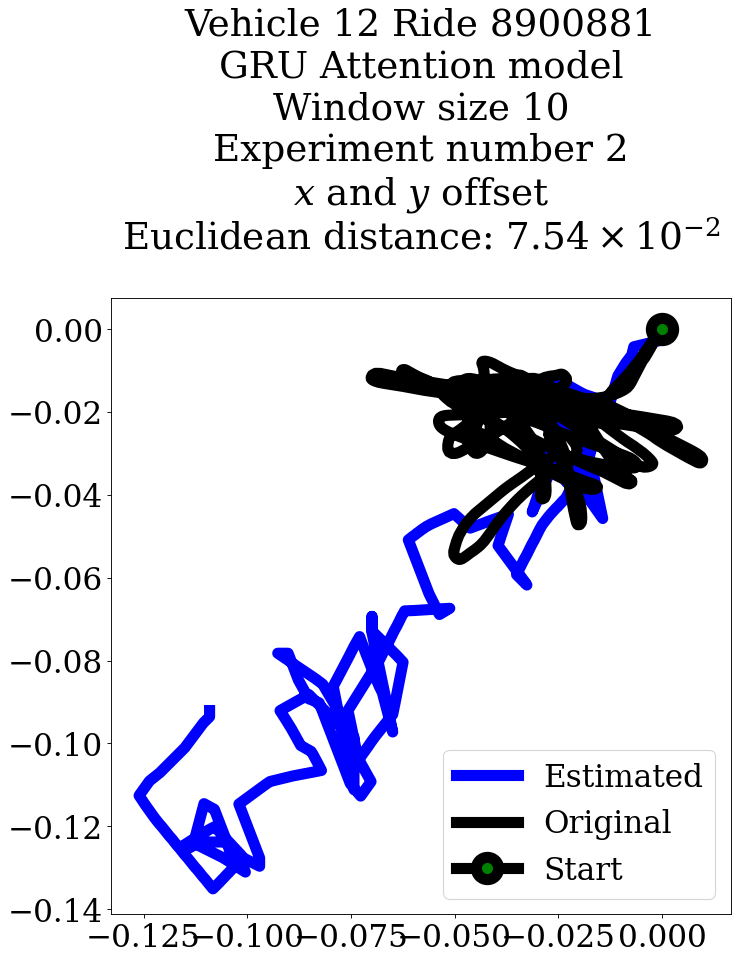 Vehicle 12 Ride 8900881
GRU Attention model
Window size 10
Experiment number 2
x and y offset
Euclidean distance: 7.54 × 10⁻²
0.00
−0.02
−0.04
−0.06
−0.08
−0.10
−0.12
−0.14
Estimated
Original
Start
−0.125 −0.100 −0.075 −0.050 −0.025 0.000